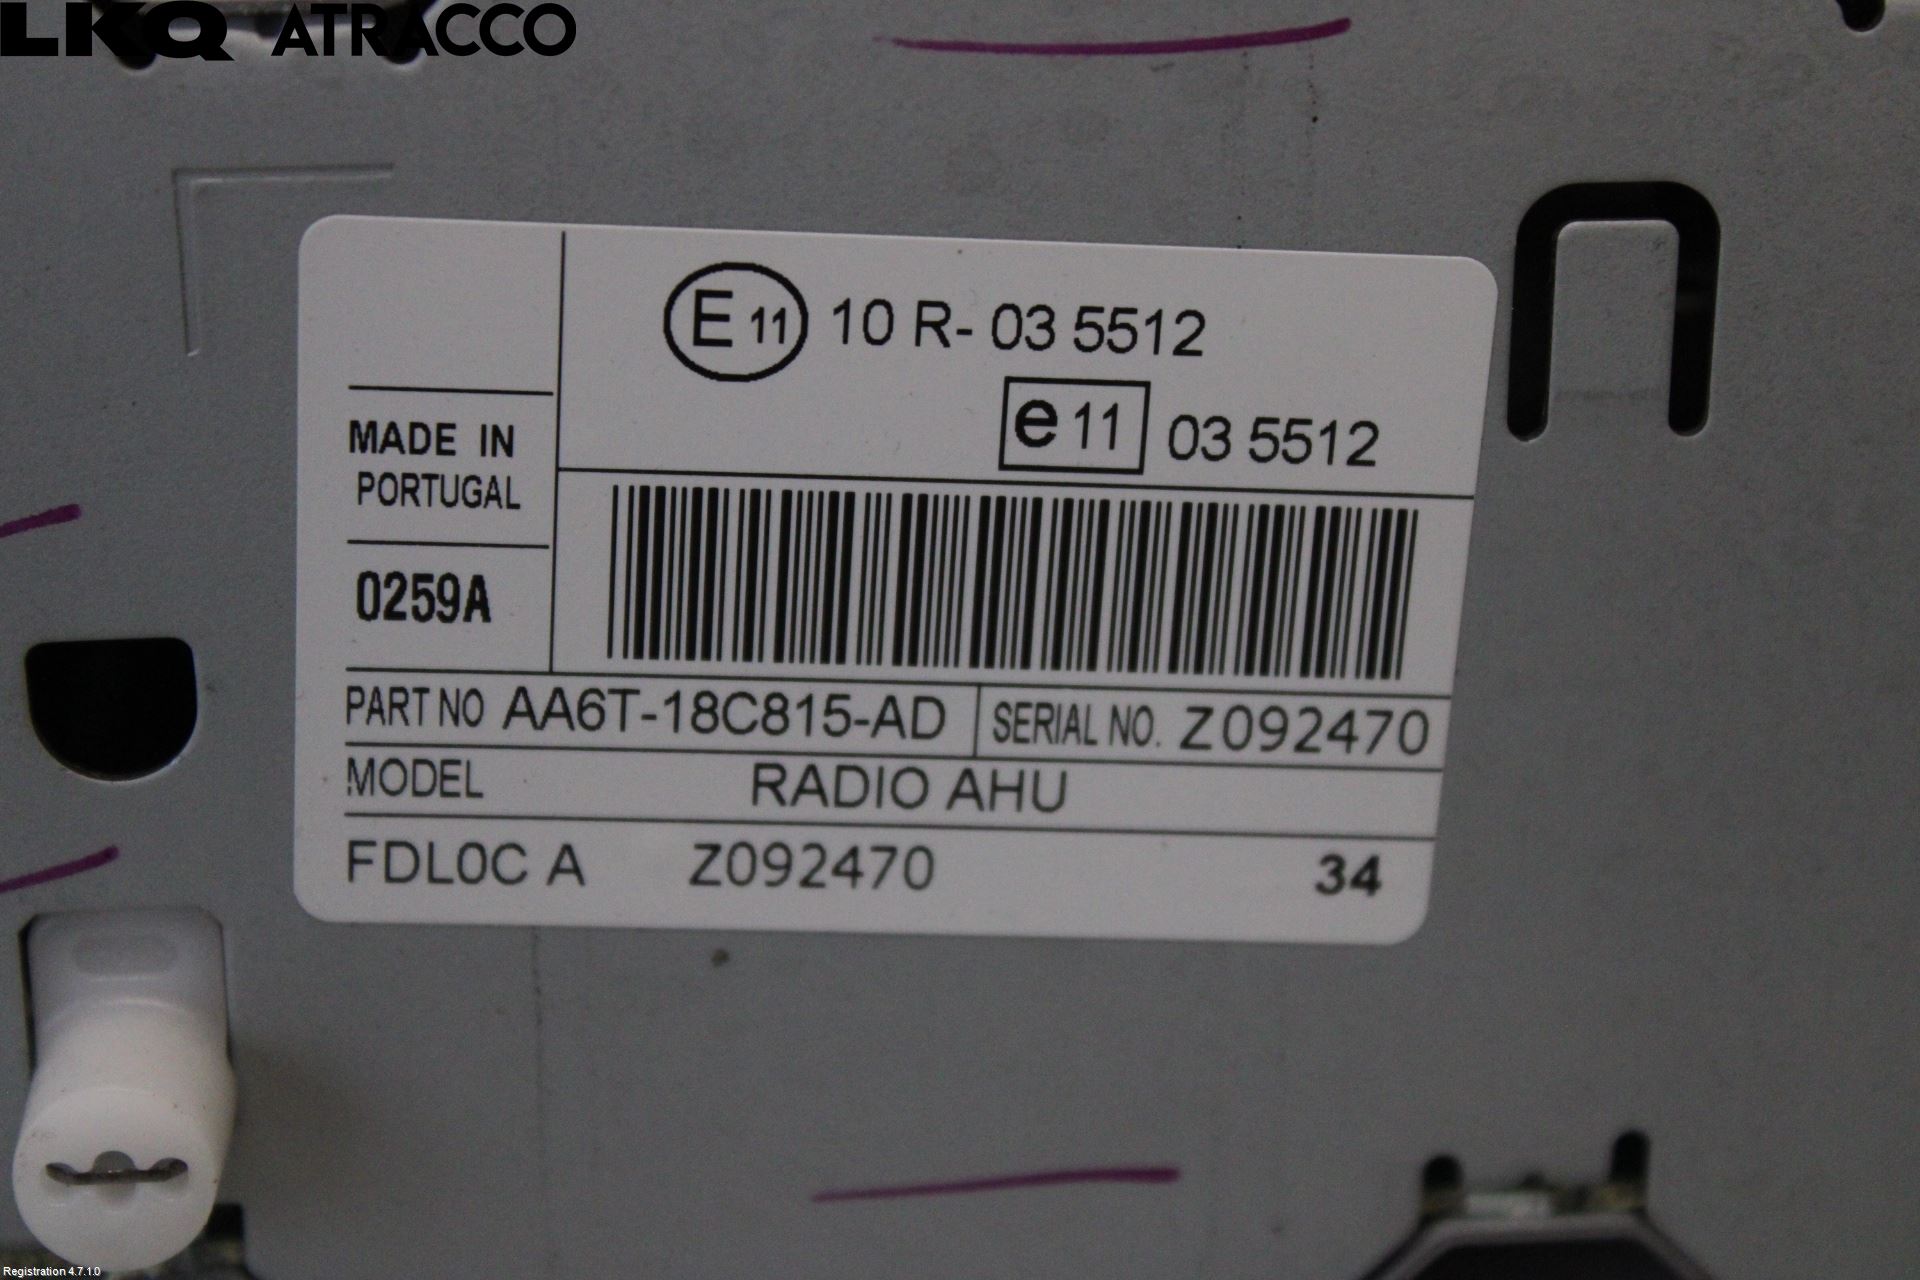 LKQ ATRACCO
E 11 10 R- 03 5512
e 11 03 5512
MADE IN
PORTUGAL
0259A
PART NO AA6T-18C815-AD SERIAL NO. Z092470
MODEL RADIO AHU
FDL0C A Z092470 34
Registration 4.7.1.0